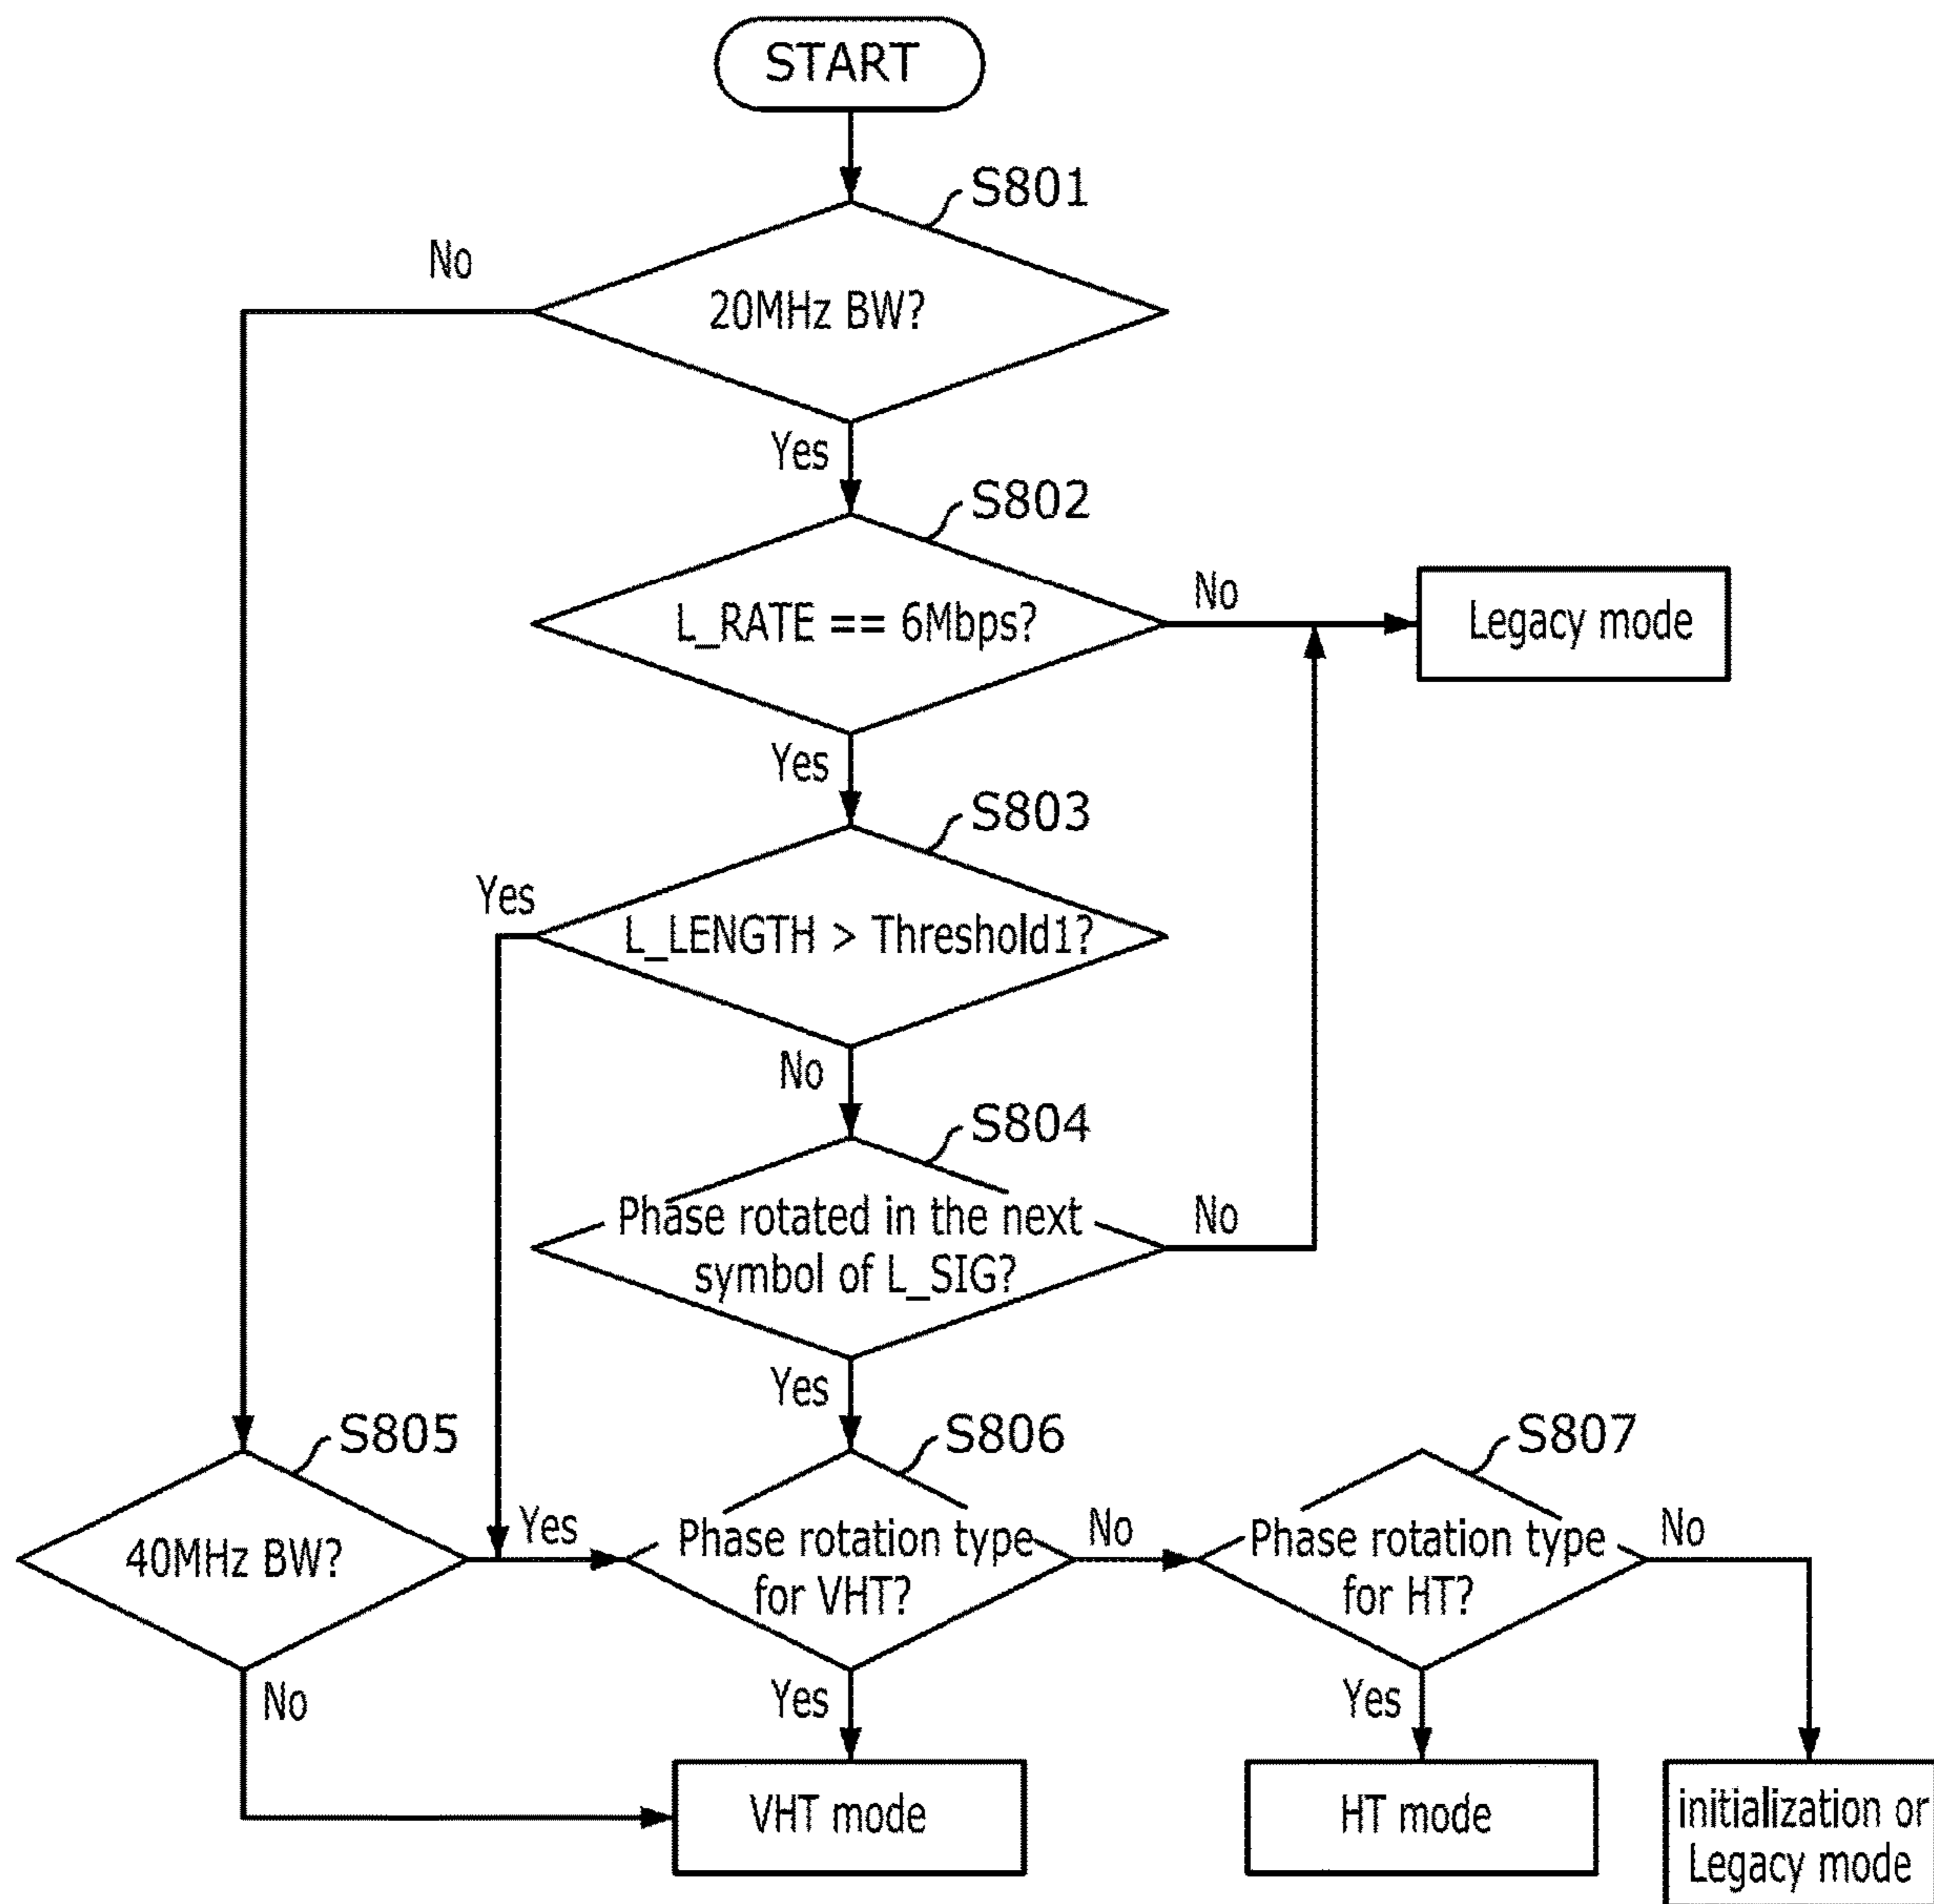 START
S801
No
20MHz BW?
Yes
S802
L_RATE == 6Mbps?
No
Legacy mode
Yes
S803
Yes
L_LENGTH > Threshold1?
No
S804
Phase rotated in the next
symbol of L_SIG?
No
Yes
S805
S806
S807
40MHz BW?
Yes
Phase rotation type
for VHT?
No
Phase rotation type
for HT?
No
No
Yes
Yes
VHT mode
HT mode
initialization or
Legacy mode